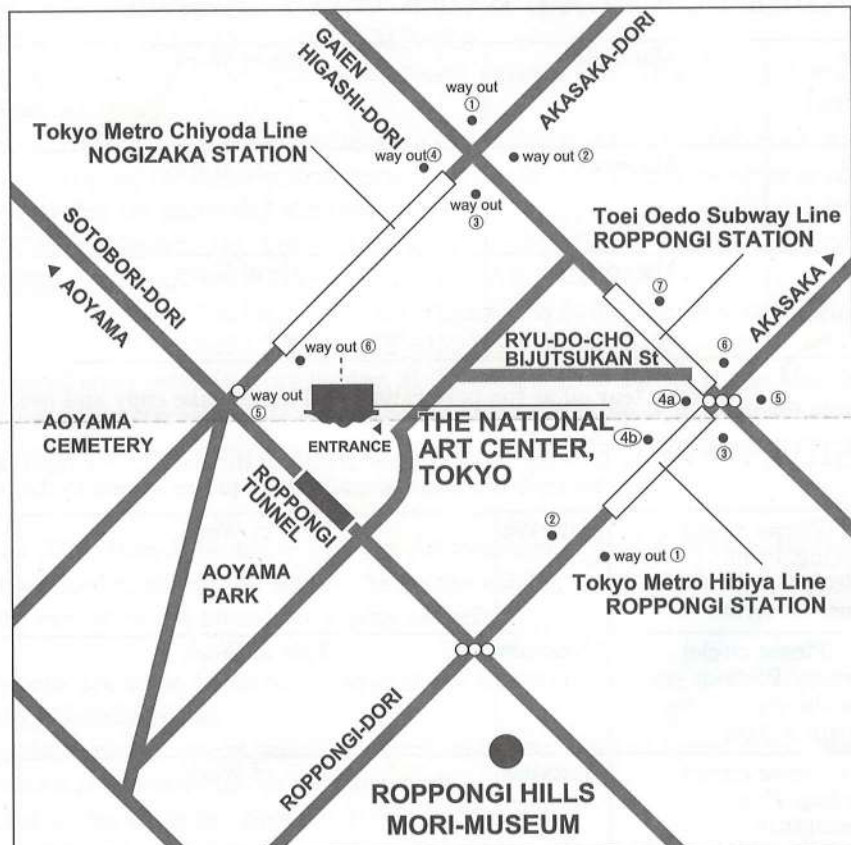 GAIEN
HIGASHI-DORI
way out
①
AKASAKA-DORI
Tokyo Metro Chiyoda Line
NOGIZAKA STATION
way out④
way out ②
way out
③
Toei Oedo Subway Line
ROPPONGI STATION
SOTOBORI-DORI
◀ AOYAMA
⑦
AKASAKA ▶
RYU-DO-CHO
BIJUTSUKAN St
⑥
way out ⑥
way out
⑤
4a
⑤
AOYAMA
CEMETERY
ENTRANCE
THE NATIONAL
ART CENTER,
TOKYO
4b
③
ROPPONGI
TUNNEL
②
way out ①
AOYAMA
PARK
Tokyo Metro Hibiya Line
ROPPONGI STATION
ROPPONGI-DORI
ROPPONGI HILLS
MORI-MUSEUM